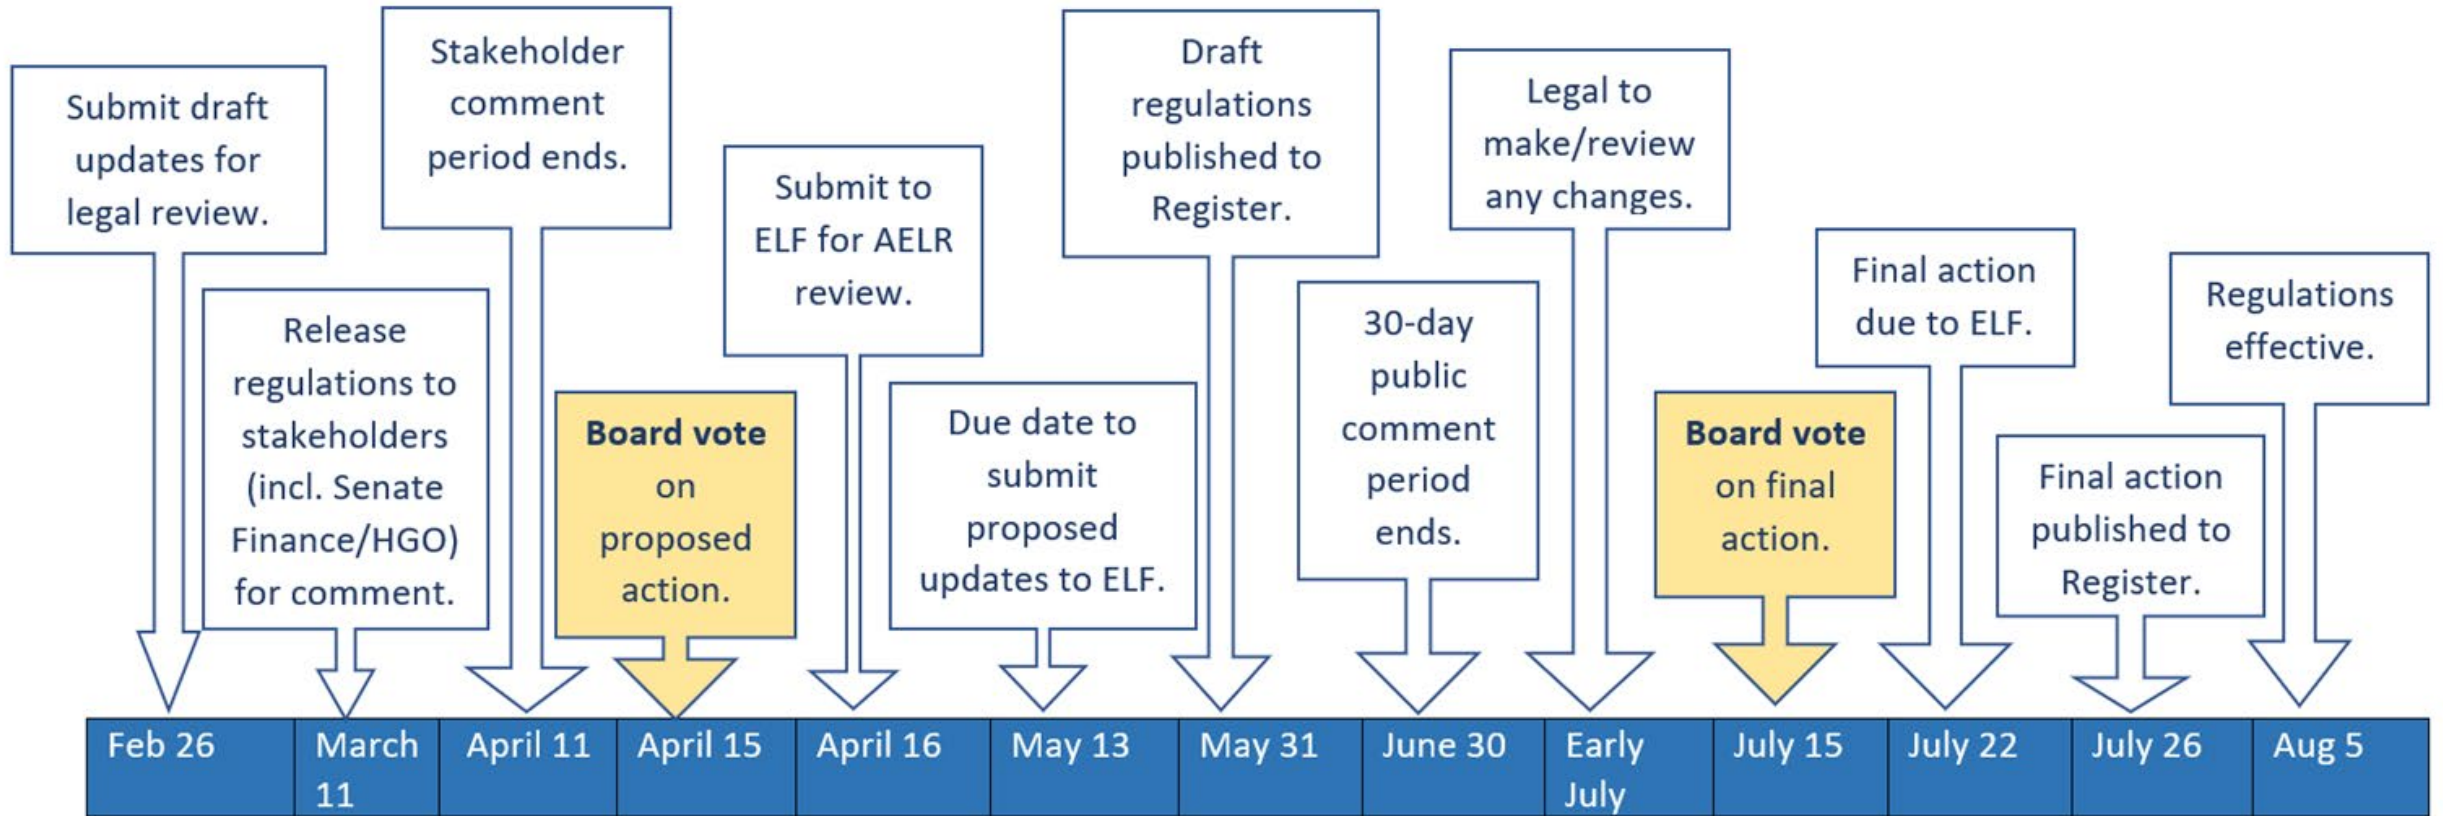 Submit draft
updates for
legal review.
Release
regulations to
stakeholders
(incl. Senate
Finance/HGO)
for comment.
Stakeholder
comment
period ends.
Board vote
on
proposed
action.
Submit to
ELF for AELR
review.
Due date to
submit
proposed
updates to ELF.
Draft
regulations
published to
Register.
30-day
public
comment
period
ends.
Legal to
make/review
any changes.
Board vote
on final
action.
Final action
due to ELF.
Final action
published to
Register.
Regulations
effective.
Feb 26
March
11
April 11
April 15
April 16
May 13
May 31
June 30
Early
July
July 15
July 22
July 26
Aug 5